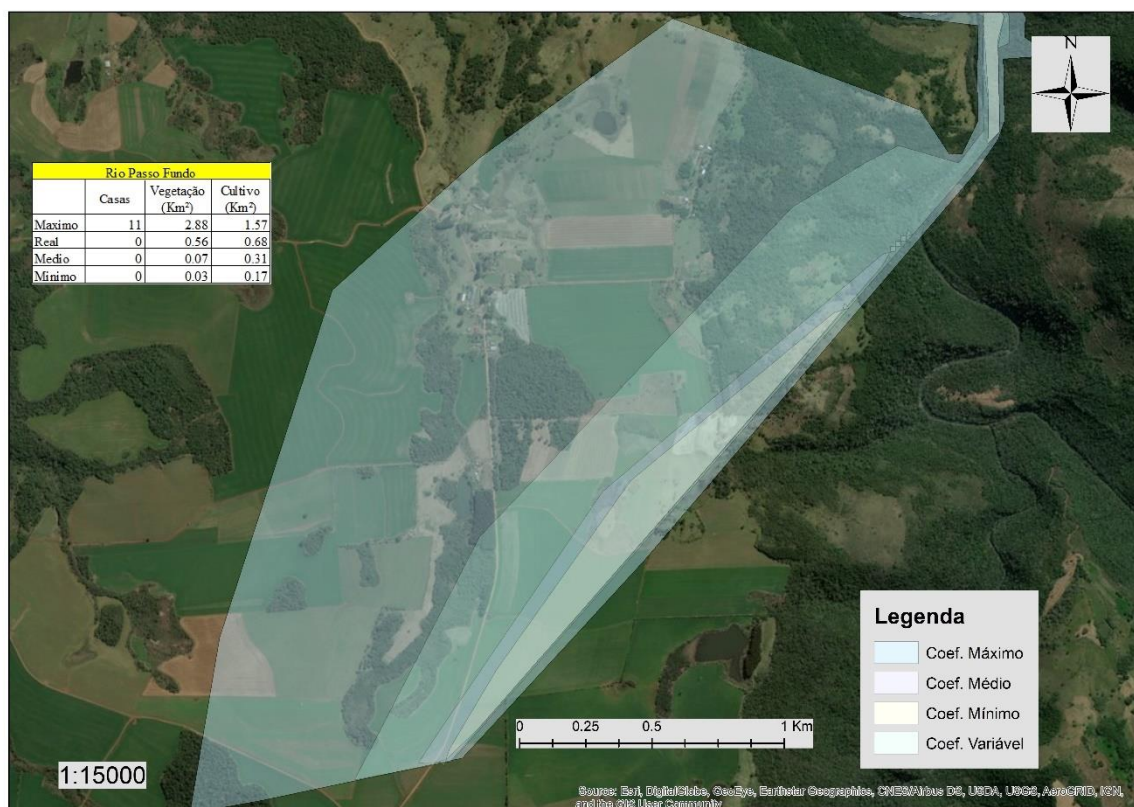 N
Rio Passo Fundo
Casas Vegetação (Km²) Cultivo (Km²)
Maximo 11 2.88 1.57
Real 0 0.56 0.68
Medio 0 0.07 0.31
Minimo 0 0.03 0.17
Legenda
Coef. Máximo
Coef. Médio
Coef. Mínimo
Coef. Variável
0 0.25 0.5 1 Km
1:15000
Source: Esri, DigitalGlobe, GeoEye, Earthstar Geographics, CNES/Airbus DS, USDA, USGS, AeroGRID, IGN,
and the GIS User Community